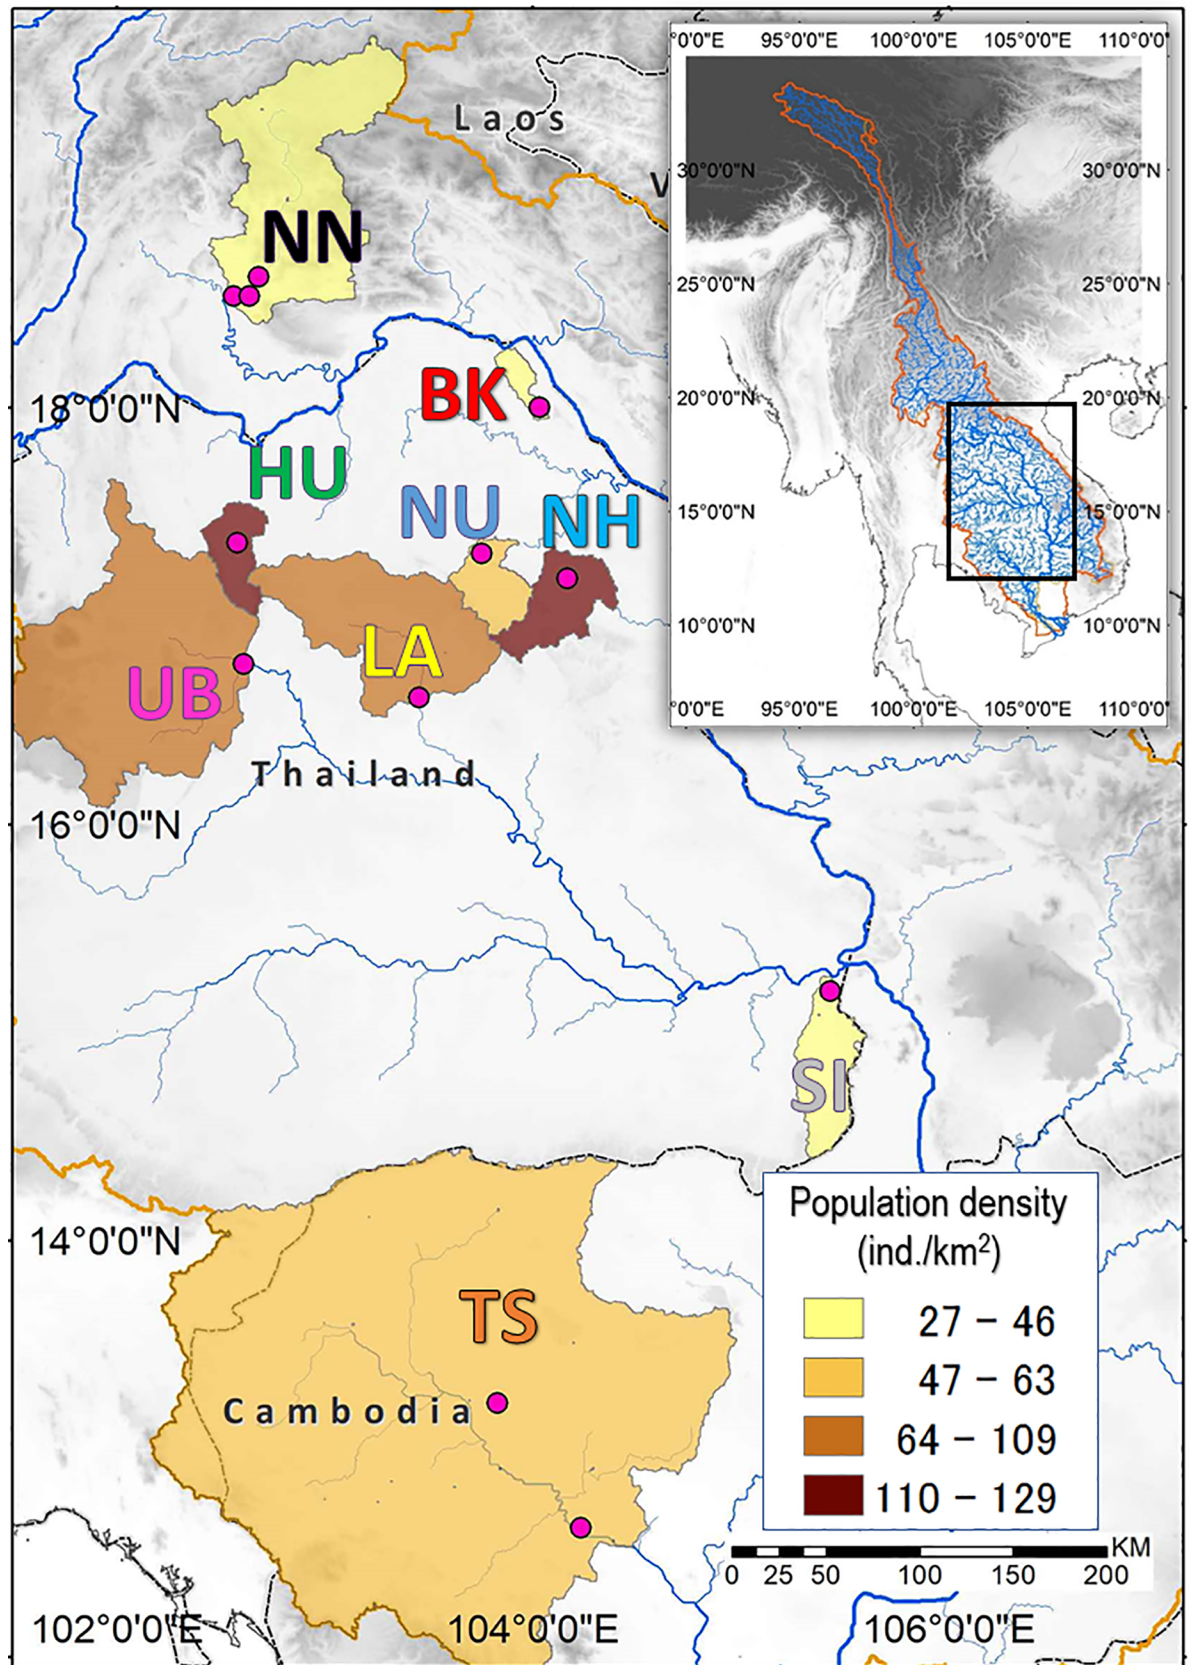 0°0'0"E 95°0'0"E 100°0'0"E 105°0'0"E 110°0'0"
30°0'0"N 30°0'0"N
25°0'0"N 25°0'0"N
20°0'0"N 20°0'0"N
15°0'0"N 15°0'0"N
10°0'0"N 10°0'0"N
0°0'0"E 95°0'0"E 100°0'0"E 105°0'0"E 110°0'0"
Laos
V
NN
BK
18°0'0"N
HU
NU
NH
LA
UB
Thailand
16°0'0"N
SI
14°0'0"N
TS
Cambodia
Population density
(ind./km²)
27 – 46
47 – 63
64 – 109
110 – 129
KM
0 25 50 100 150 200
102°0'0"E 104°0'0"E 106°0'0"E